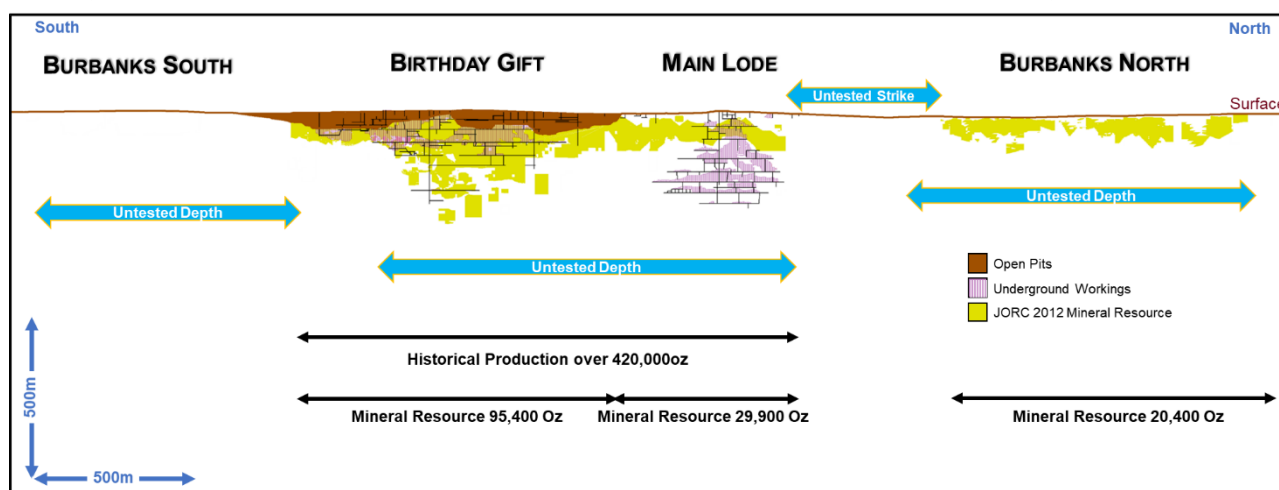 South
North
BURBANKS SOUTH
BIRTHDAY GIFT
MAIN LODE
BURBANKS NORTH
Untested Strike
Surface
Untested Depth
Untested Depth
Untested Depth
Open Pits
Underground Workings
JORC 2012 Mineral Resource
Historical Production over 420,000oz
Mineral Resource 95,400 Oz
Mineral Resource 29,900 Oz
Mineral Resource 20,400 Oz
500m
500m